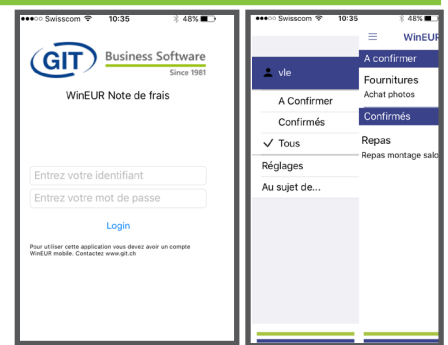 Swisscom 10:35 48%
GIT Business Software
Since 1981
WinEUR Note de frais
Entrez votre identifiant
Entrez votre mot de passe
Login
Pour utiliser cette application vous devez avoir un compte
WinEUR mobile. Contactez www.git.ch
Swisscom 10:35 48%
WinEUR
vle
A Confirmer
Confirmés
✓ Tous
Réglages
Au sujet de...
A confirmer
Fournitures
Achat photos
Confirmés
Repas
Repas montage salo